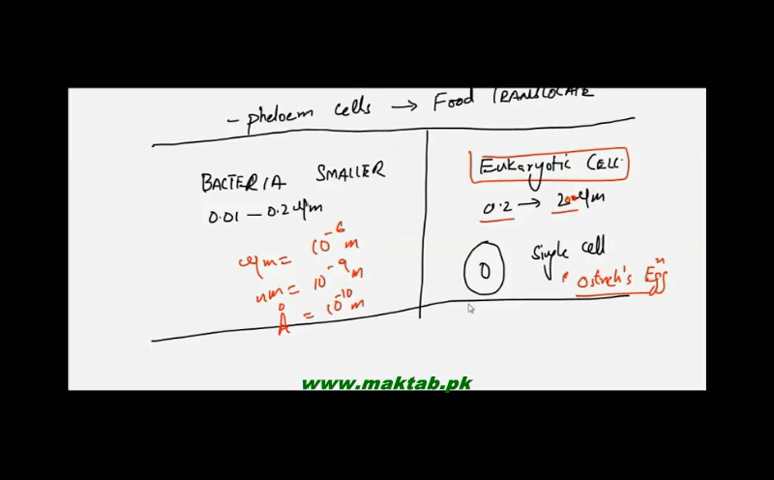 - pheloem cells → Food TRANSLOCATE
BACTERIA SMALLER
0.01 – 0.2 µm
µm = 10⁻⁶ m
nm = 10⁻⁹ m
Å = 10⁻¹⁰ m
Eukaryotic Cell.
0.2 → 200 µm
Single cell
"Ostrich's Egg"
www.maktab.pk